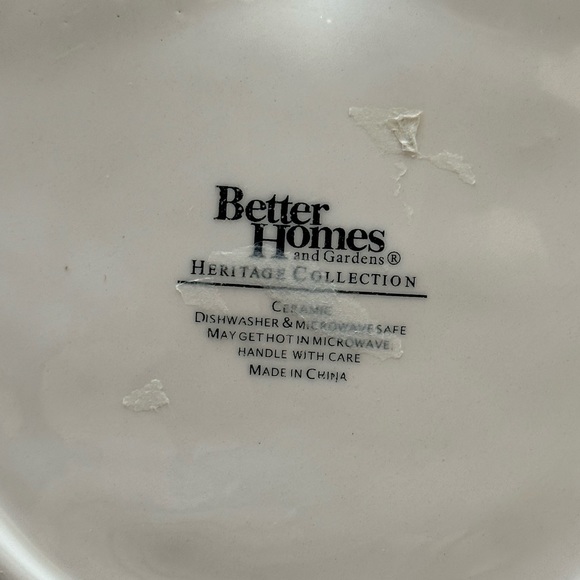 Better
Homes
and Gardens®
HERITAGE COLLECTION
CERAMIC
DISHWASHER & MICROWAVE SAFE
MAY GET HOT IN MICROWAVE.
HANDLE WITH CARE
MADE IN CHINA